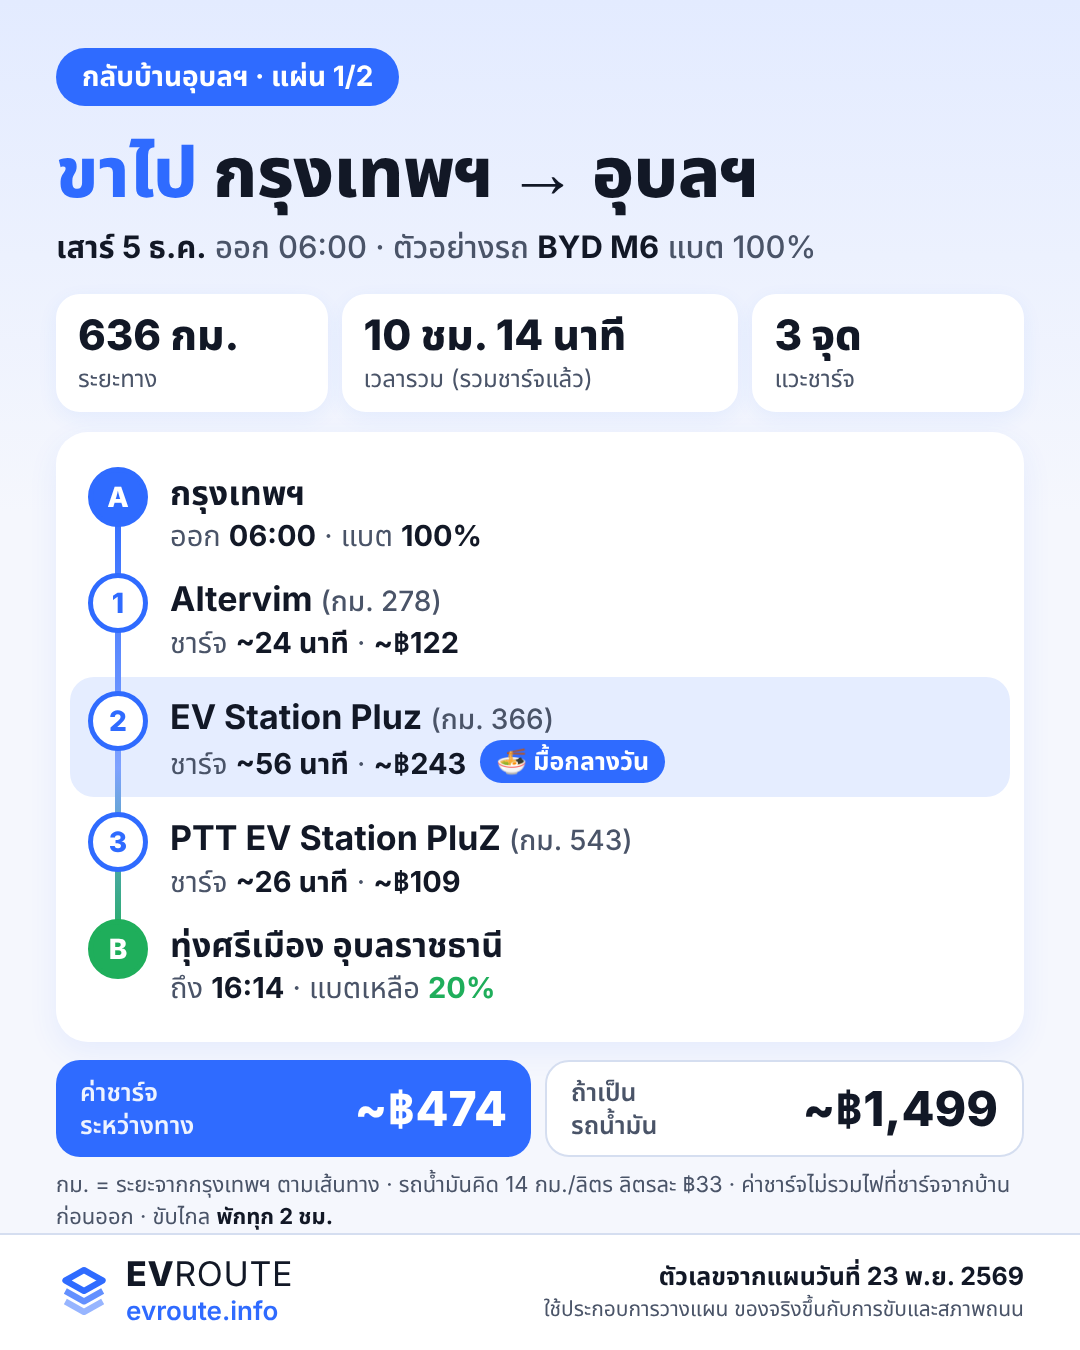 กลับบ้านอุบลฯ · แผ่น 1/2
ขาไป กรุงเทพฯ → อุบลฯ
เสาร์ 5 ธ.ค. ออก 06:00 · ตัวอย่างรถ BYD M6 แบต 100%
636 กม.
ระยะทาง
10 ชม. 14 นาที
เวลารวม (รวมชาร์จแล้ว)
3 จุด
แวะชาร์จ
A
กรุงเทพฯ
ออก 06:00 · แบต 100%
1
Altervim (กม. 278)
ชาร์จ ~24 นาที · ~฿122
2
EV Station Pluz (กม. 366)
ชาร์จ ~56 นาที · ~฿243 🍜 มื้อกลางวัน
3
PTT EV Station PluZ (กม. 543)
ชาร์จ ~26 นาที · ~฿109
B
ทุ่งศรีเมือง อุบลราชธานี
ถึง 16:14 · แบตเหลือ 20%
ค่าชาร์จ
ระหว่างทาง
~฿474
ถ้าเป็น
รถน้ำมัน
~฿1,499
กม. = ระยะจากกรุงเทพฯ ตามเส้นทาง · รถน้ำมันคิด 14 กม./ลิตร ลิตรละ ฿33 · ค่าชาร์จไม่รวมไฟที่ชาร์จจากบ้าน
ก่อนออก · ขับไกล พักทุก 2 ชม.
EVROUTE
evroute.info
ตัวเลขจากแผนวันที่ 23 พ.ย. 2569
ใช้ประกอบการวางแผน ของจริงขึ้นกับการขับและสภาพถนน